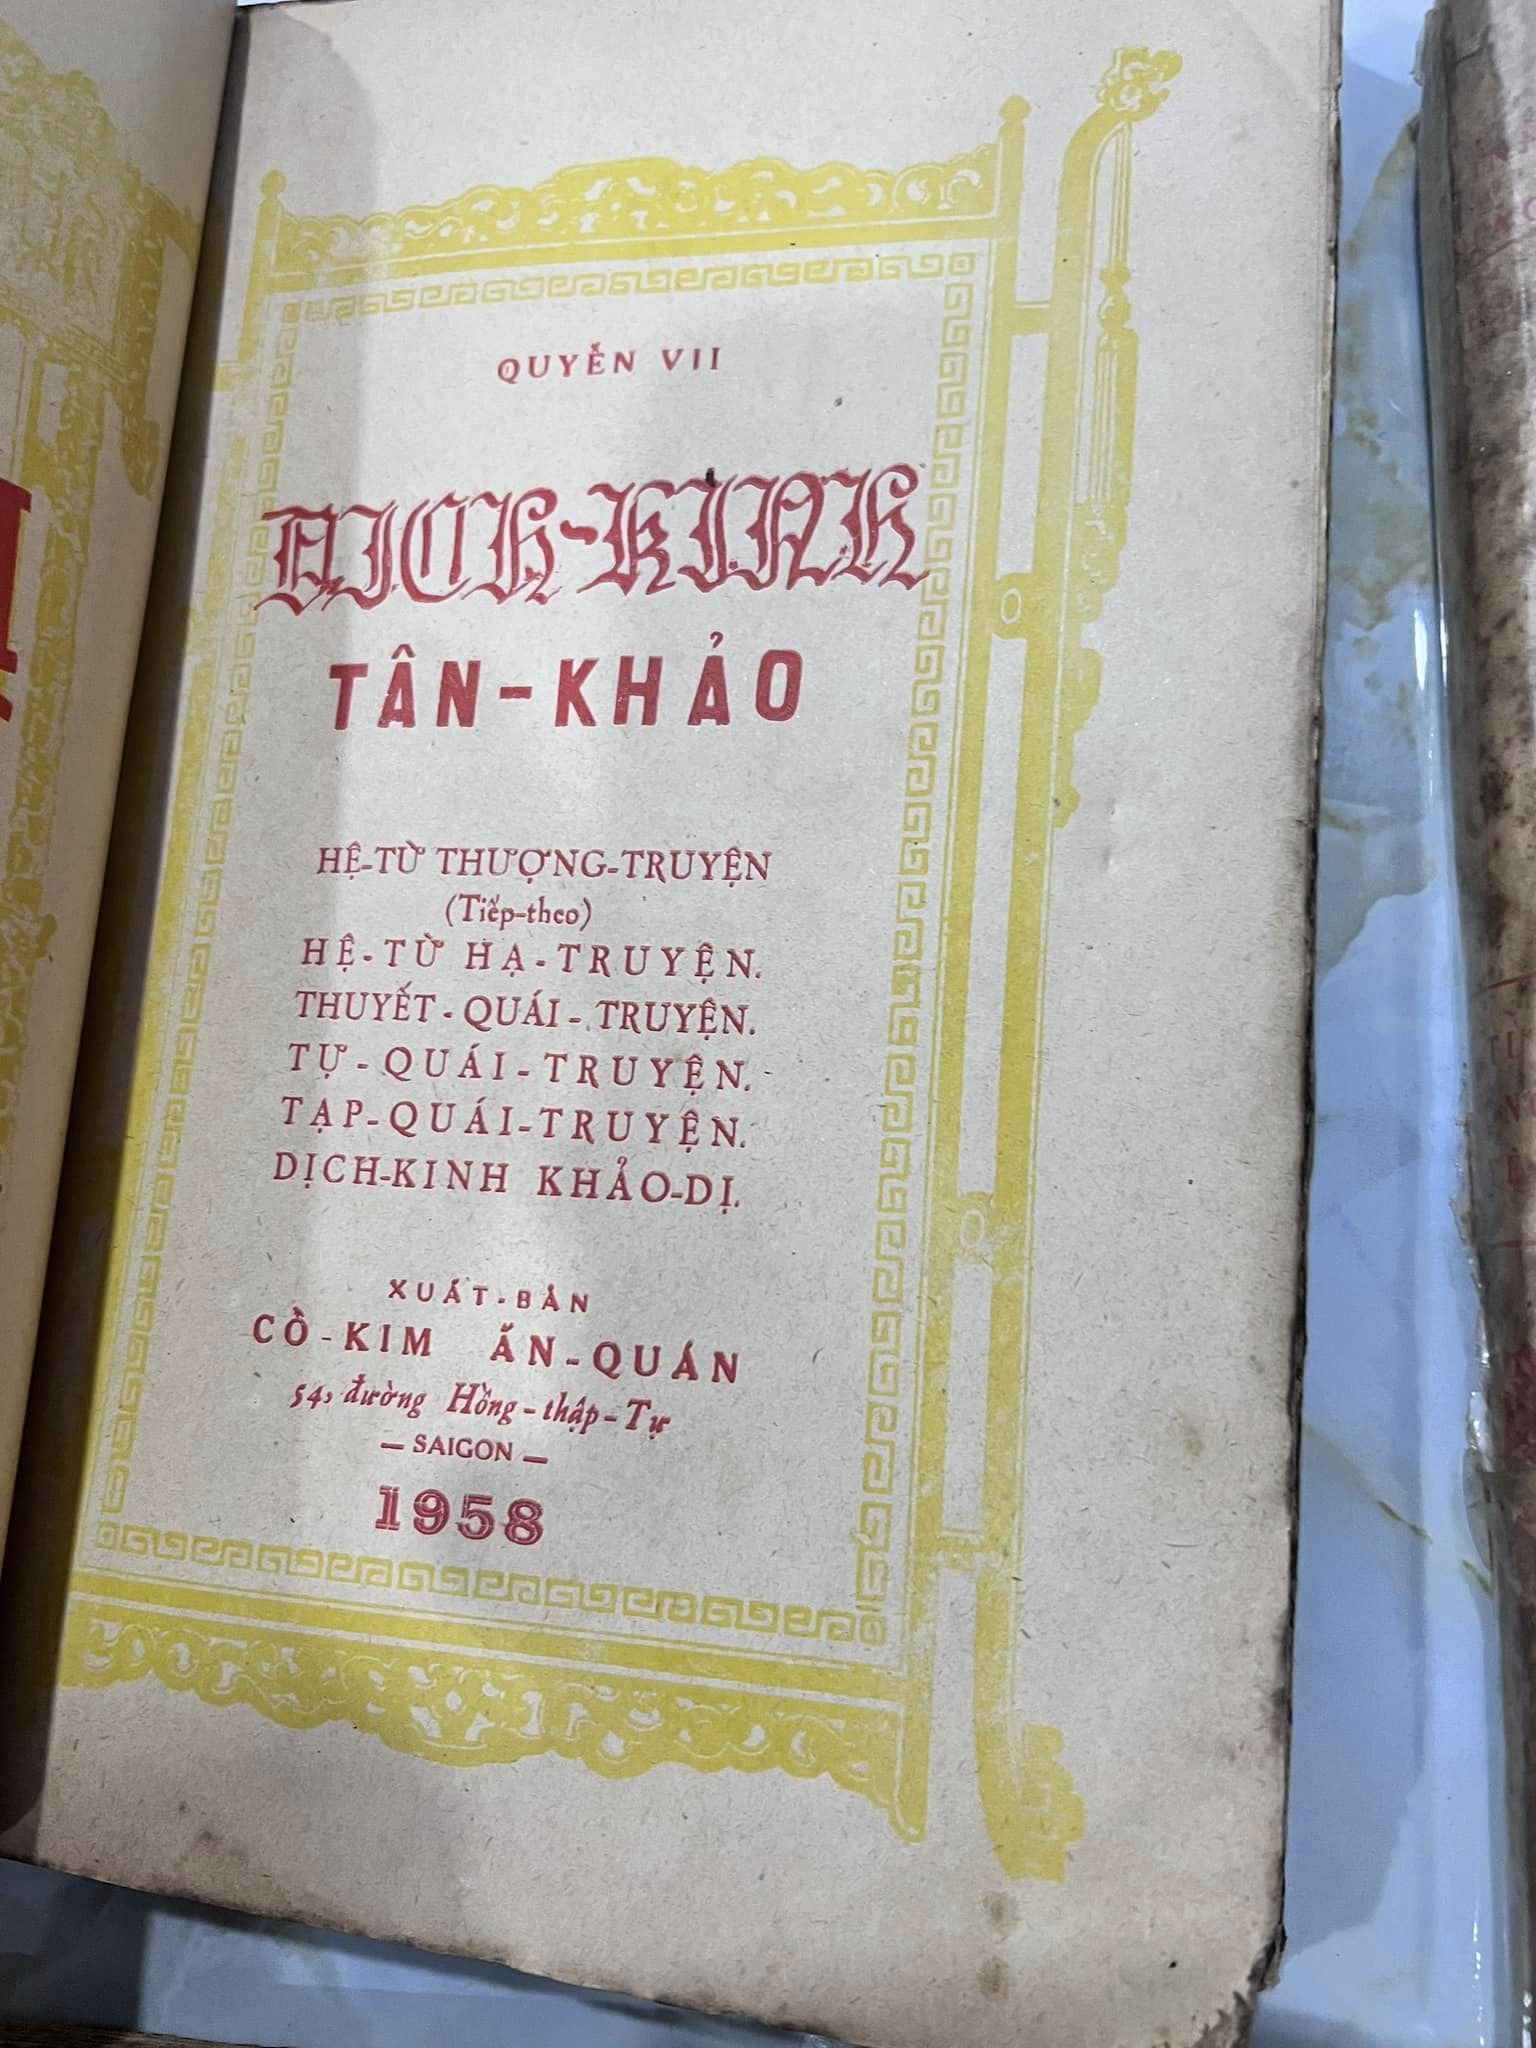 QUYỂN VII
DỊCH-KINH
TÂN-KHẢO
HỆ-TỪ THƯỢNG-TRUYỆN
(Tiếp-theo)
HỆ-TỪ HẠ-TRUYỆN.
THUYẾT-QUÁI-TRUYỆN.
TỰ-QUÁI-TRUYỆN.
TẠP-QUÁI-TRUYỆN.
DỊCH-KINH KHẢO-DỊ.
XUẤT-BẢN
CỔ-KIM ẤN-QUÁN
54, đường Hồng-thập-Tự
— SAIGON —
1958